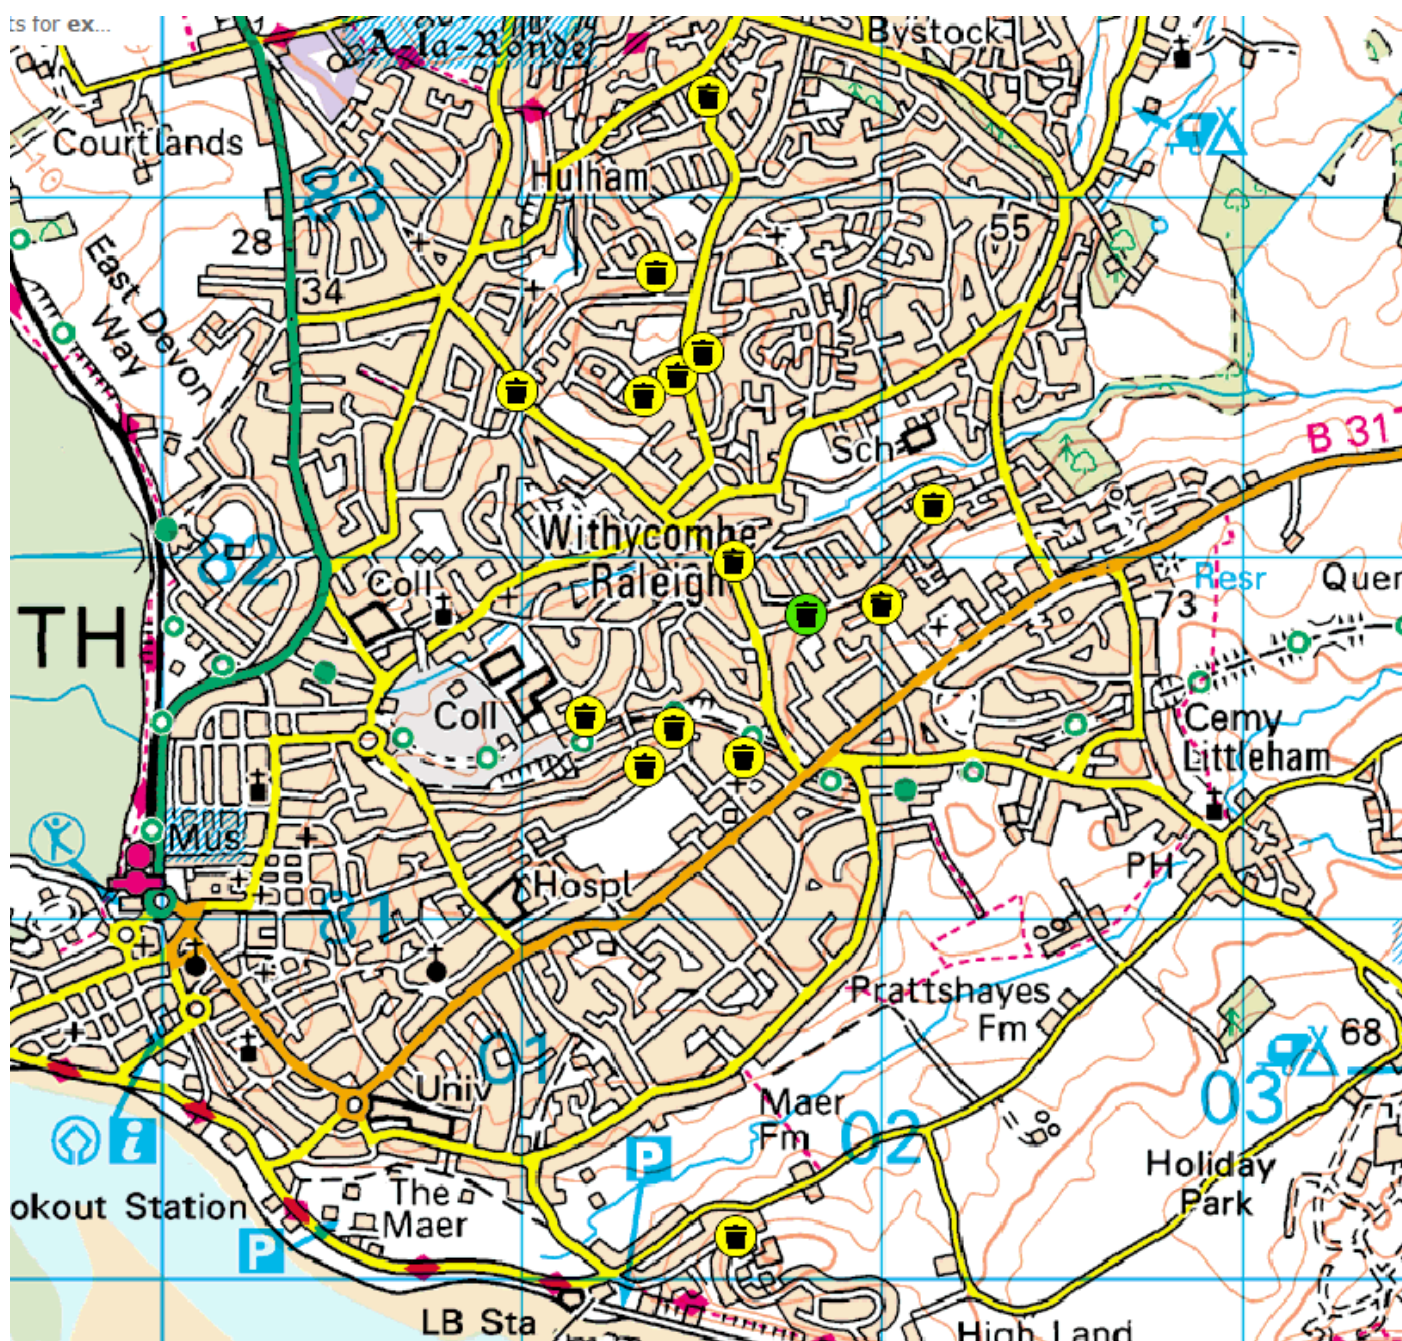 ts for ex...
A-la-Ronde
Bystock
Courtlands
Hulham
83
28
34
55
East Devon
Way
B 31
Sch
Withycombe
Raleigh
82
Coll
Resr
Quer
73
TH
Coll
Cemy
Littleham
Mus
PH
Hospl
81
Prattshayes
Fm
68
01
Univ
03
Maer
Fm
02
i
P
Holiday
Park
The
Maer
okout Station
P
LB Sta
High Land